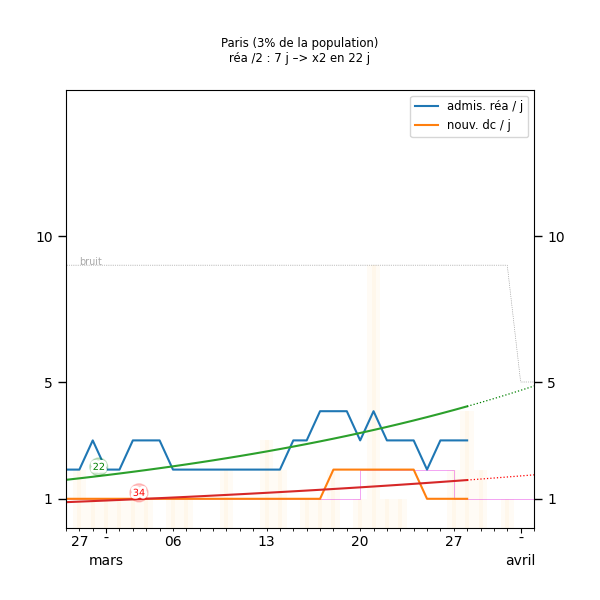 Paris (3% de la population)
réa /2 : 7 j –> x2 en 22 j
admis. réa / j
nouv. dc / j
10
10
bruit
5
5
22
34
1
1
27
-
06
13
20
27
-
mars
avril